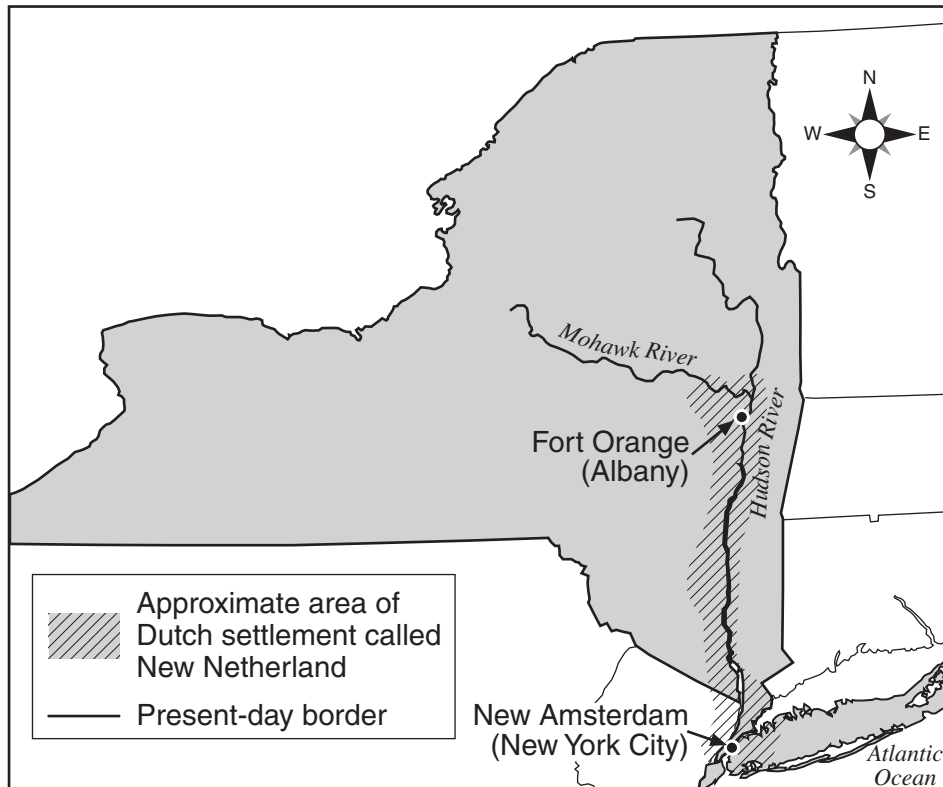 N
W E
S
Mohawk River
Hudson River
Fort Orange
(Albany)
Approximate area of
Dutch settlement called
New Netherland
Present-day border
New Amsterdam
(New York City)
Atlantic
Ocean